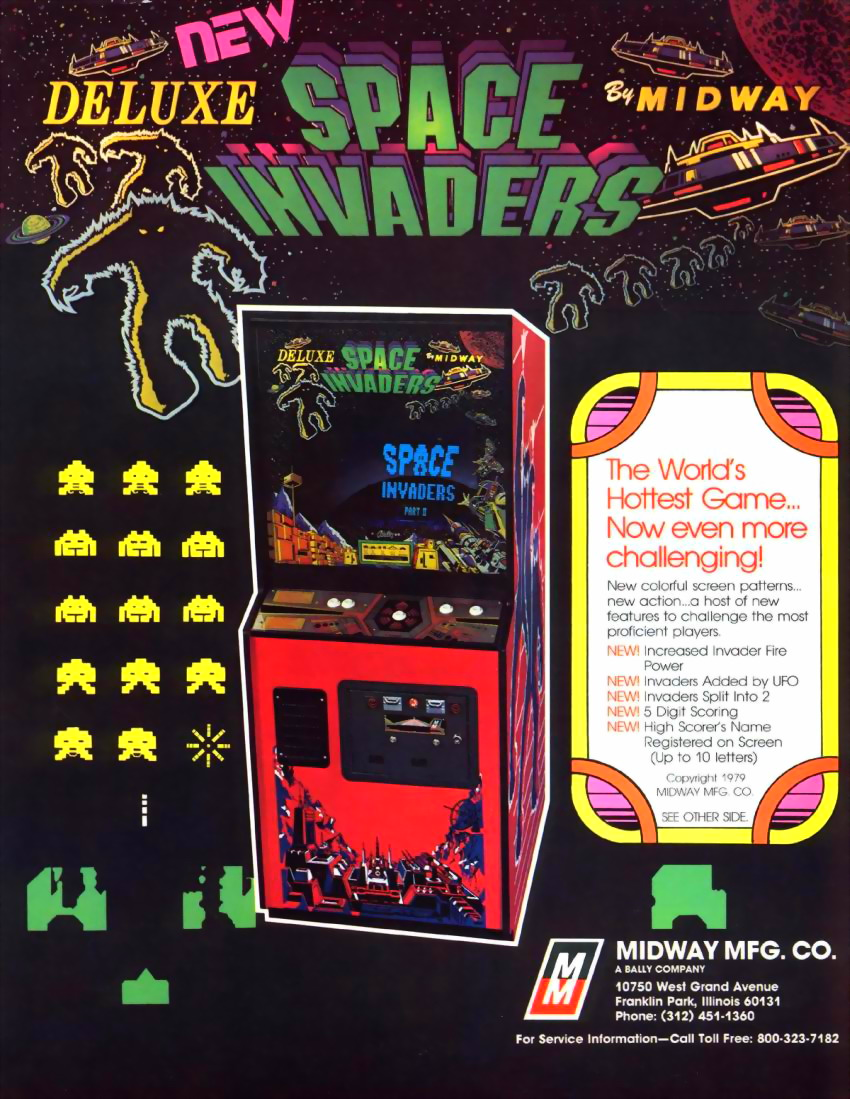 NEW
DELUXE
SPACE
INVADERS
By MIDWAY
DELUXE
SPACE
INVADERS
By MIDWAY
SPACE
INVADERS
PART II
The World's
Hottest Game...
Now even more
challenging!
New colorful screen patterns...
new action...a host of new
features to challenge the most
proficient players.
NEW! Increased Invader Fire
Power
NEW! Invaders Added by UFO
NEW! Invaders Split Into 2
NEW! 5 Digit Scoring
NEW! High Scorer's Name
Registered on Screen
(Up to 10 letters)
Copyright 1979
MIDWAY MFG. CO.
SEE OTHER SIDE.
MM
MIDWAY MFG. CO.
A BALLY COMPANY
10750 West Grand Avenue
Franklin Park, Illinois 60131
Phone: (312) 451-1360
For Service Information—Call Toll Free: 800-323-7182